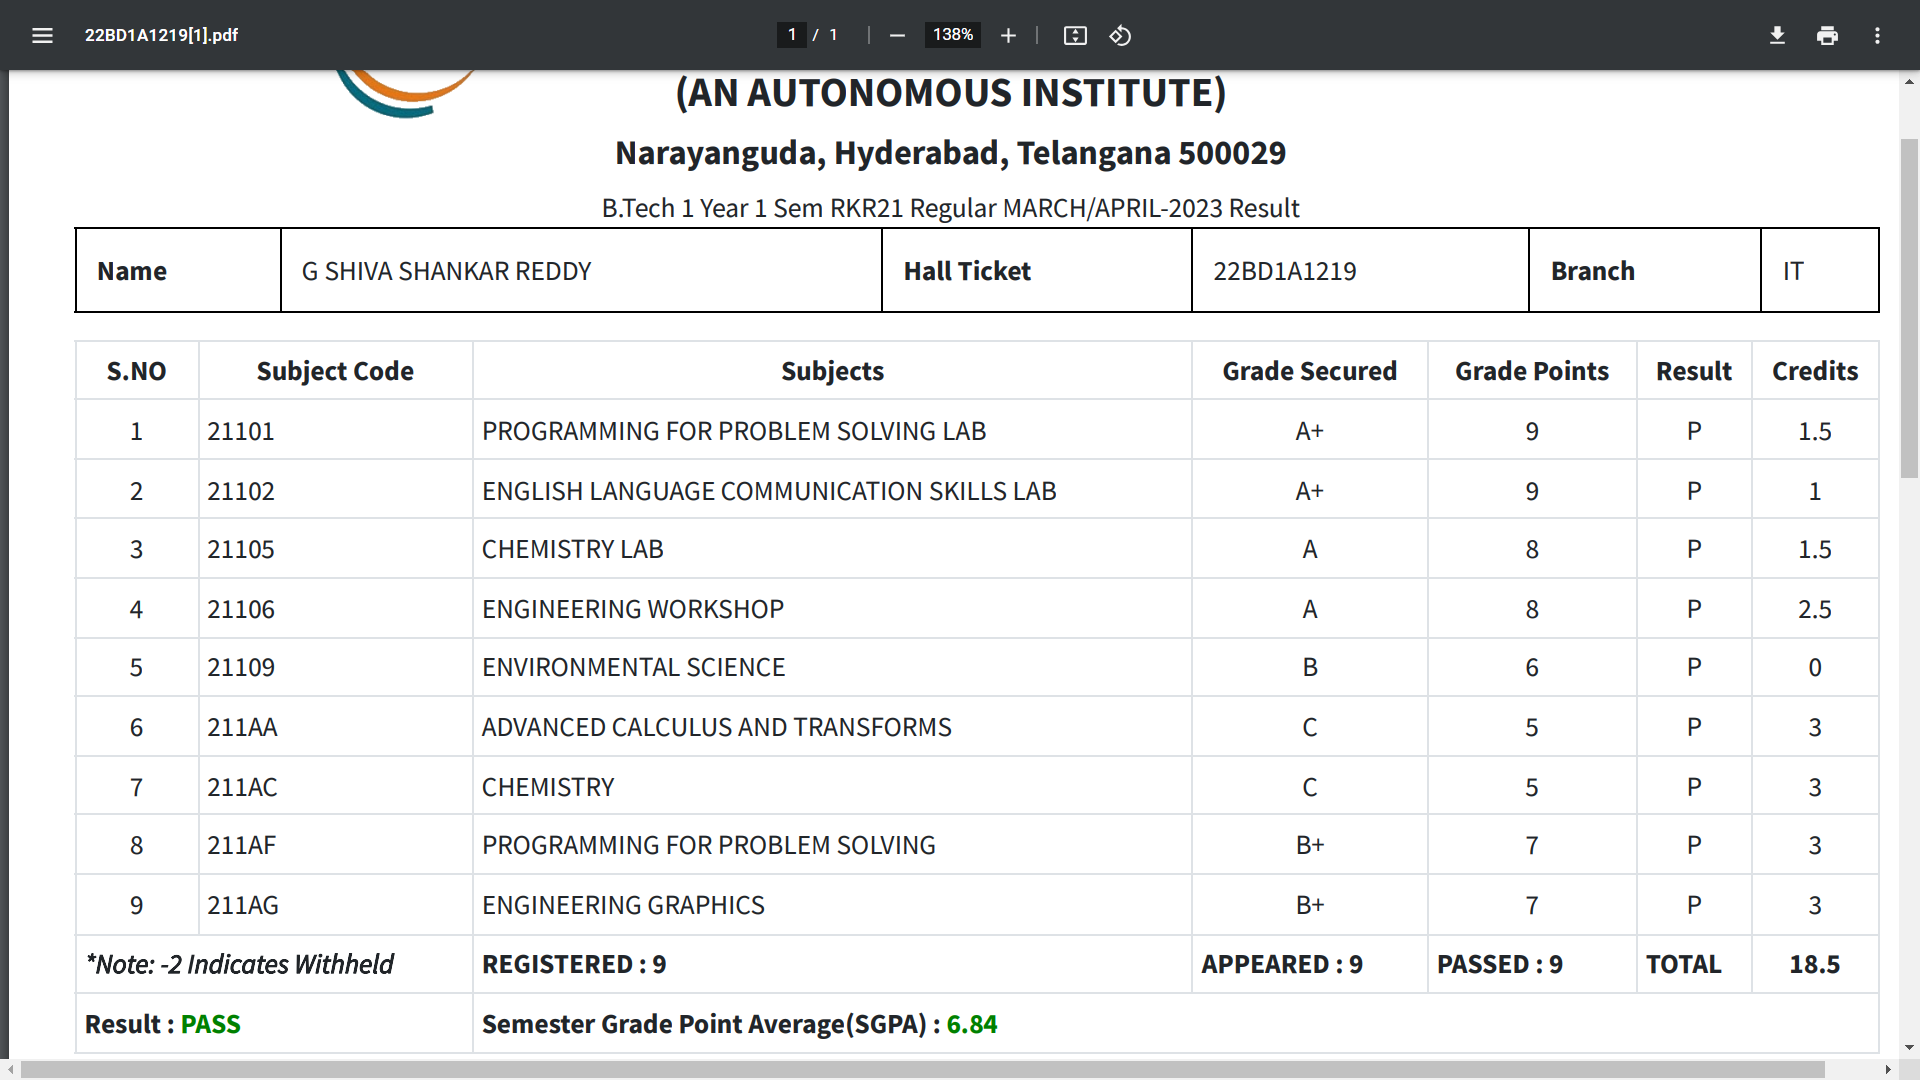 22BD1A1219[1].pdf
1 / 1
138%
(AN AUTONOMOUS INSTITUTE)
Narayanguda, Hyderabad, Telangana 500029
B.Tech 1 Year 1 Sem RKR21 Regular MARCH/APRIL-2023 Result
Name G SHIVA SHANKAR REDDY Hall Ticket 22BD1A1219 Branch IT
S.NO Subject Code Subjects Grade Secured Grade Points Result Credits
1 21101 PROGRAMMING FOR PROBLEM SOLVING LAB A+ 9 P 1.5
2 21102 ENGLISH LANGUAGE COMMUNICATION SKILLS LAB A+ 9 P 1
3 21105 CHEMISTRY LAB A 8 P 1.5
4 21106 ENGINEERING WORKSHOP A 8 P 2.5
5 21109 ENVIRONMENTAL SCIENCE B 6 P 0
6 211AA ADVANCED CALCULUS AND TRANSFORMS C 5 P 3
7 211AC CHEMISTRY C 5 P 3
8 211AF PROGRAMMING FOR PROBLEM SOLVING B+ 7 P 3
9 211AG ENGINEERING GRAPHICS B+ 7 P 3
*Note: -2 Indicates Withheld REGISTERED : 9 APPEARED : 9 PASSED : 9 TOTAL 18.5
Result : PASS Semester Grade Point Average(SGPA) : 6.84